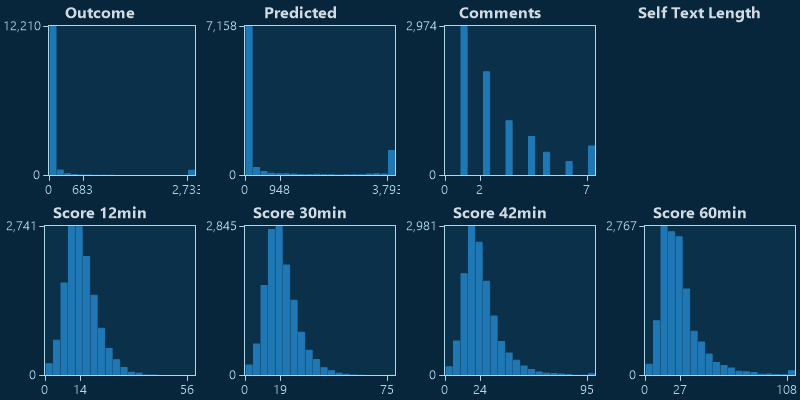 Outcome
12,210
0
0 683 2,733
Predicted
7,158
0
0 948 3,793
Comments
2,974
0
0 2 7
Self Text Length
Score 12min
2,741
0
0 14 56
Score 30min
2,845
0
0 19 75
Score 42min
2,981
0
0 24 95
Score 60min
2,767
0
0 27 108